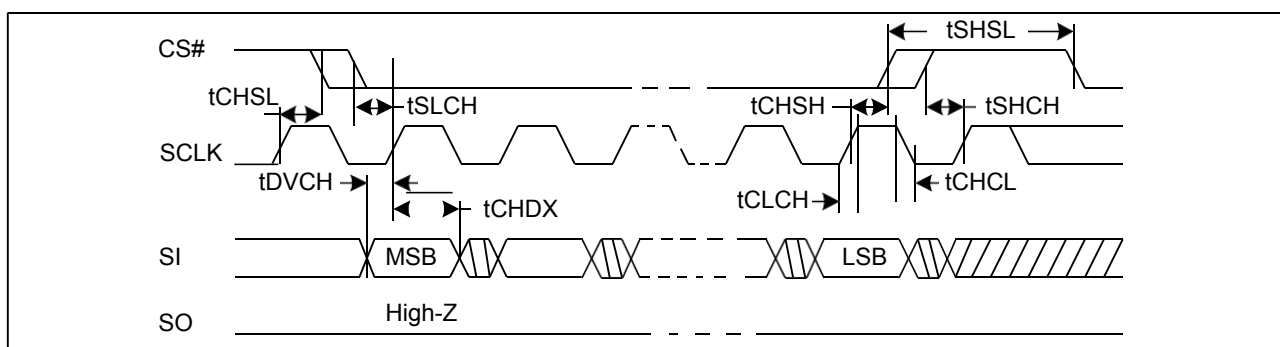 CS#
tSHSL
tCHSL
tSLCH
tCHSH
tSHCH
SCLK
tDVCH
tCHDX
tCLCH
tCHCL
SI
MSB
LSB
SO
High-Z